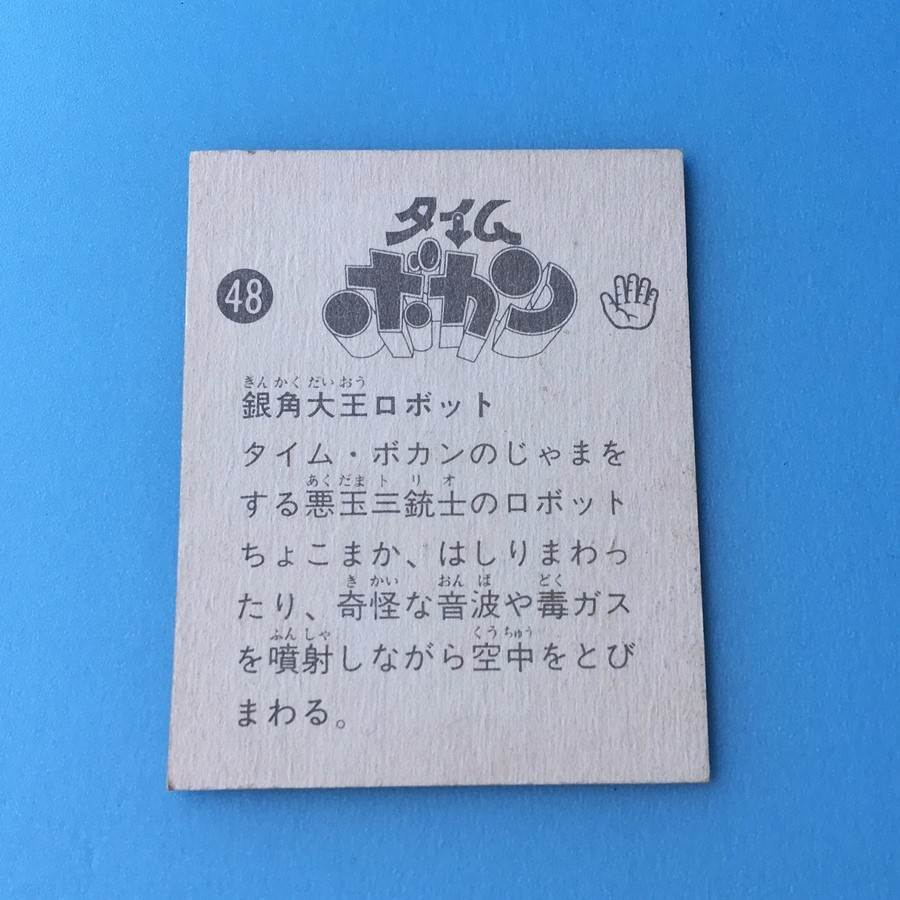 タイム
ボカン
48
きんかくだいおう
銀角大王ロボット
タイム・ボカンのじゃまを
あくだまトリオ
する悪玉三銃士のロボット
ちょこまか、はしりまわっ
きかい おんぱ どく
たり、奇怪な音波や毒ガス
ふんしゃ くうちゅう
を噴射しながら空中をとび
まわる。